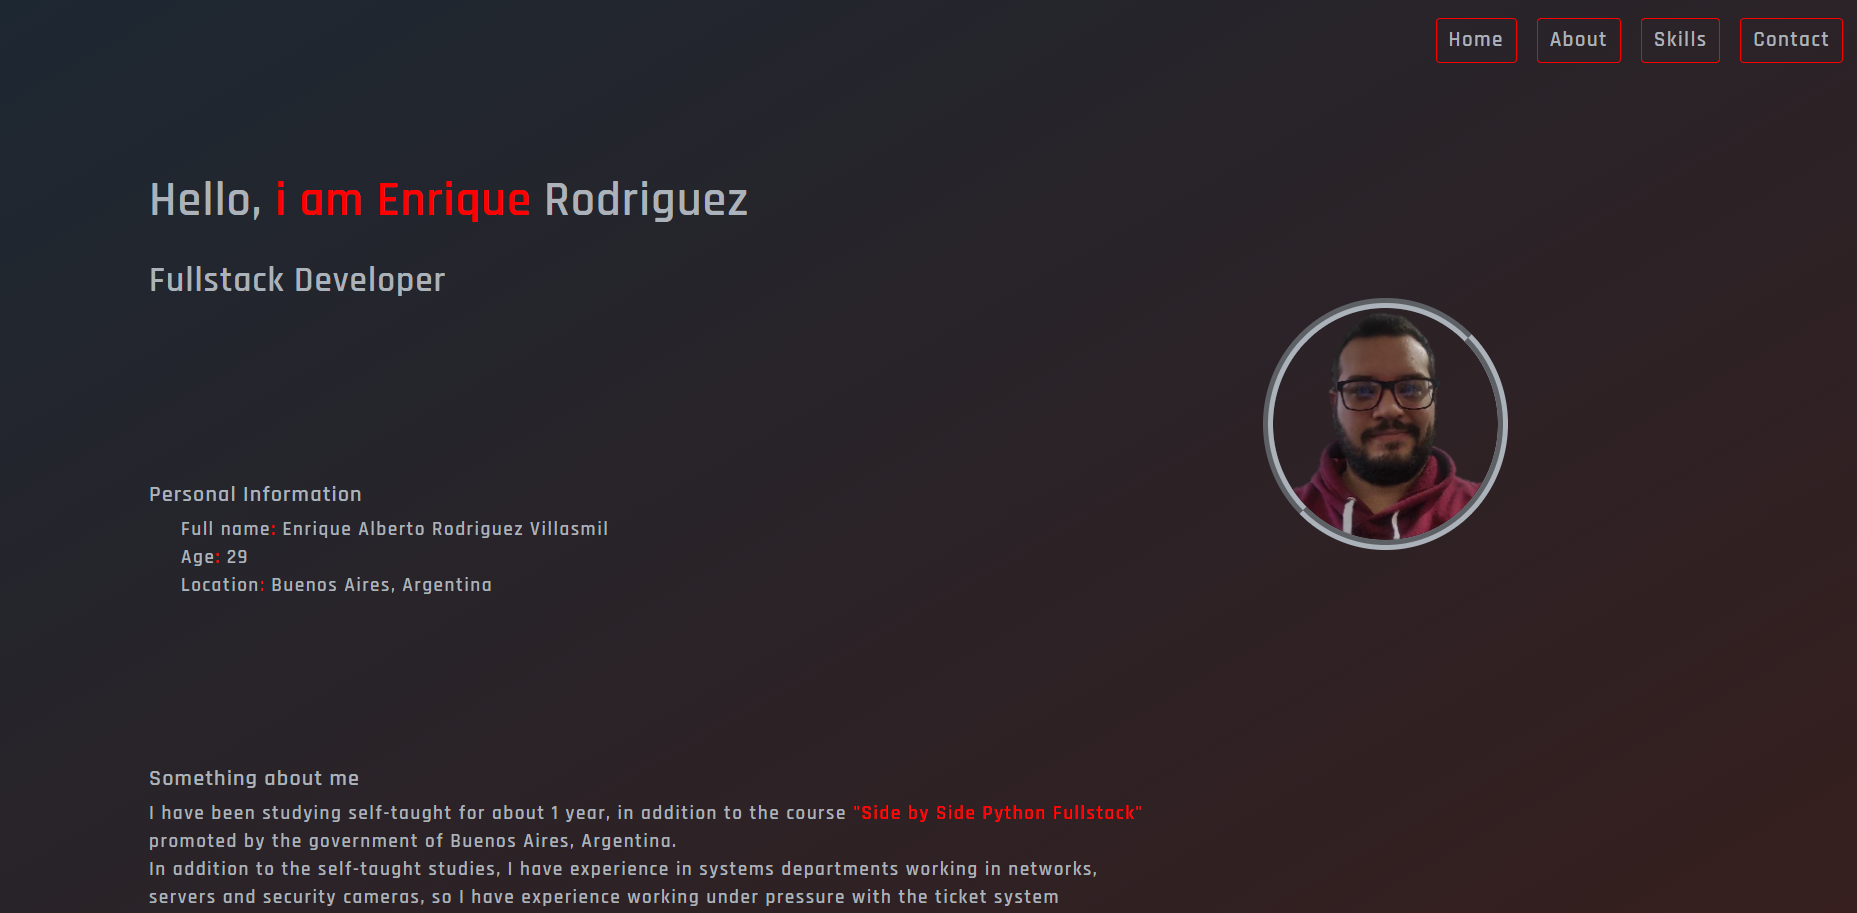 Home About Skills Contact
Hello, i am Enrique Rodriguez
Fullstack Developer
Personal Information
Full name: Enrique Alberto Rodriguez Villasmil
Age: 29
Location: Buenos Aires, Argentina
Something about me
I have been studying self-taught for about 1 year, in addition to the course "Side by Side Python Fullstack"
promoted by the government of Buenos Aires, Argentina.
In addition to the self-taught studies, I have experience in systems departments working in networks,
servers and security cameras, so I have experience working under pressure with the ticket system